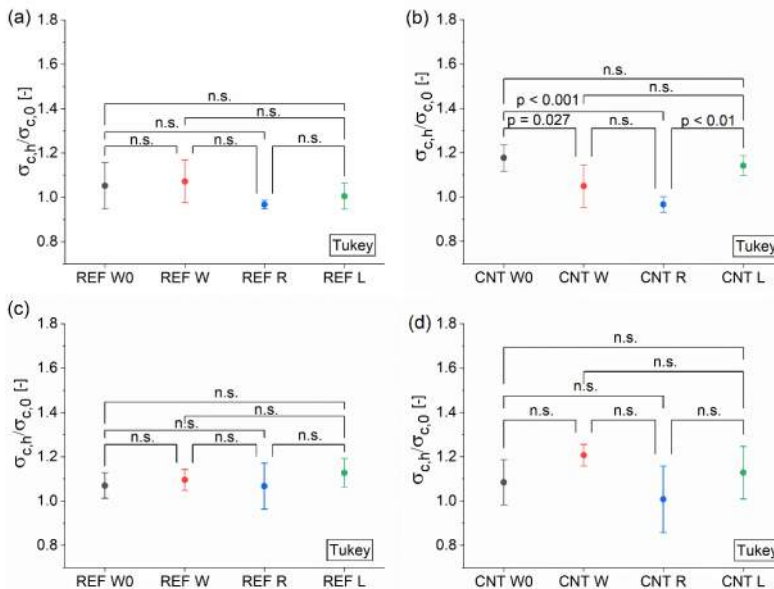 (a)
σc,h/σc,0 [-]
1.8
1.6
1.4
1.2
1.0
0.8
n.s.
n.s.
n.s.
n.s. n.s. n.s.
Tukey
REF W0 REF W REF R REF L
(b)
σc,h/σc,0 [-]
1.8
1.6
1.4
1.2
1.0
0.8
n.s.
n.s.
p < 0.001
p = 0.027 n.s. p < 0.01
Tukey
CNT W0 CNT W CNT R CNT L
(c)
σc,h/σc,0 [-]
1.8
1.6
1.4
1.2
1.0
0.8
n.s.
n.s.
n.s.
n.s. n.s. n.s.
Tukey
REF W0 REF W REF R REF L
(d)
σc,h/σc,0 [-]
1.8
1.6
1.4
1.2
1.0
0.8
n.s.
n.s.
n.s.
n.s. n.s. n.s.
Tukey
CNT W0 CNT W CNT R CNT L